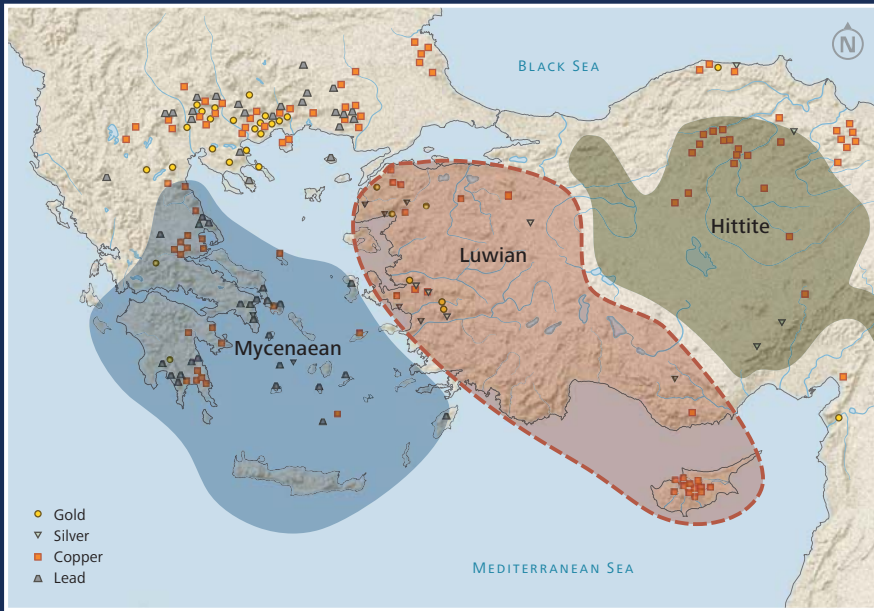 BLACK SEA
N
Hittite
Luwian
Mycenaean
Gold
Silver
Copper
Lead
MEDITERRANEAN SEA